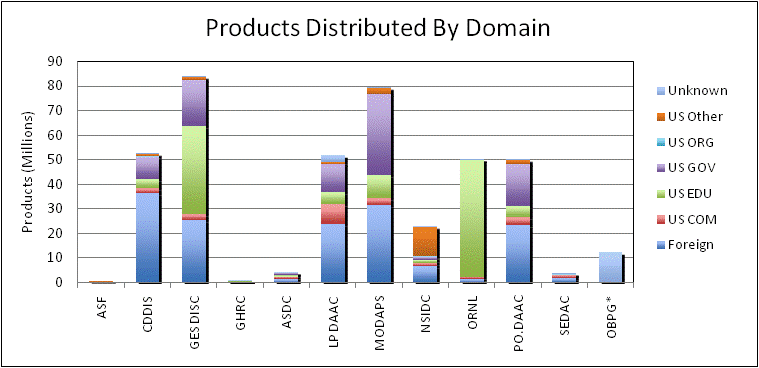 Products Distributed By Domain
Products (Millions)
90
80
70
60
50
40
30
20
10
0
ASF
CDDIS
GES DISC
GHRC
ASDC
LP DAAC
MODAPS
NSIDC
ORNL
PO.DAAC
SEDAC
OBPG*
Unknown
US Other
US ORG
US GOV
US EDU
US COM
Foreign